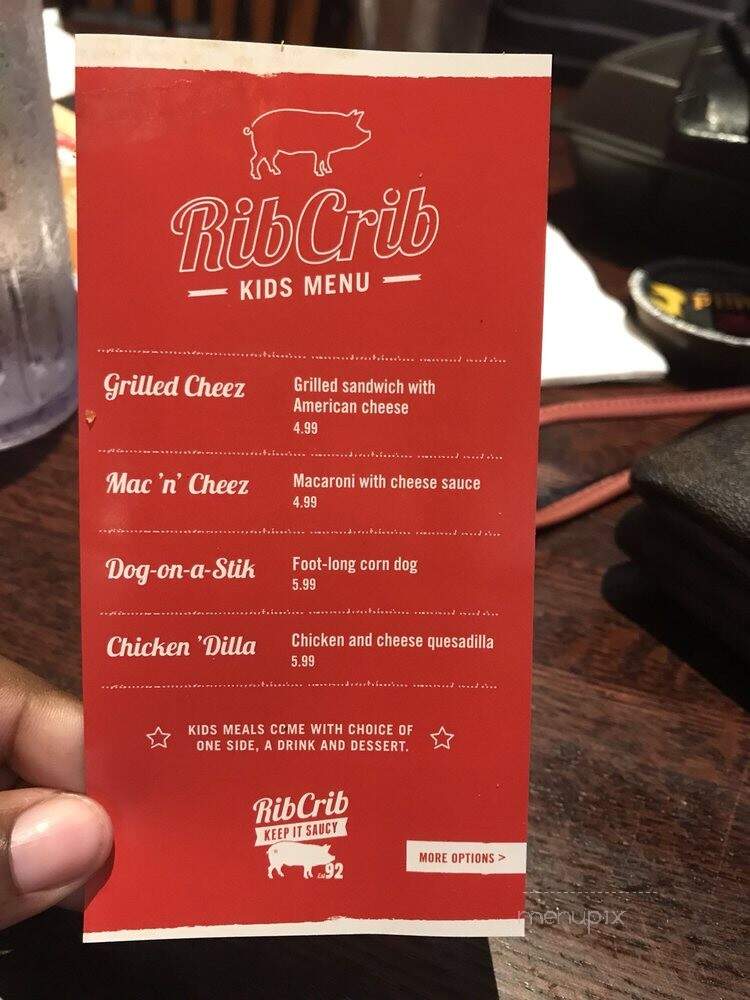 RibCrib
KIDS MENU
Grilled Cheez
Grilled sandwich with
American cheese
4.99
Mac 'n' Cheez
Macaroni with cheese sauce
4.99
Dog-on-a-Stik
Foot-long corn dog
5.99
Chicken 'Dilla
Chicken and cheese quesadilla
5.99
KIDS MEALS COME WITH CHOICE OF
ONE SIDE, A DRINK AND DESSERT.
RibCrib
KEEP IT SAUCY
Est 92
MORE OPTIONS >
menupix